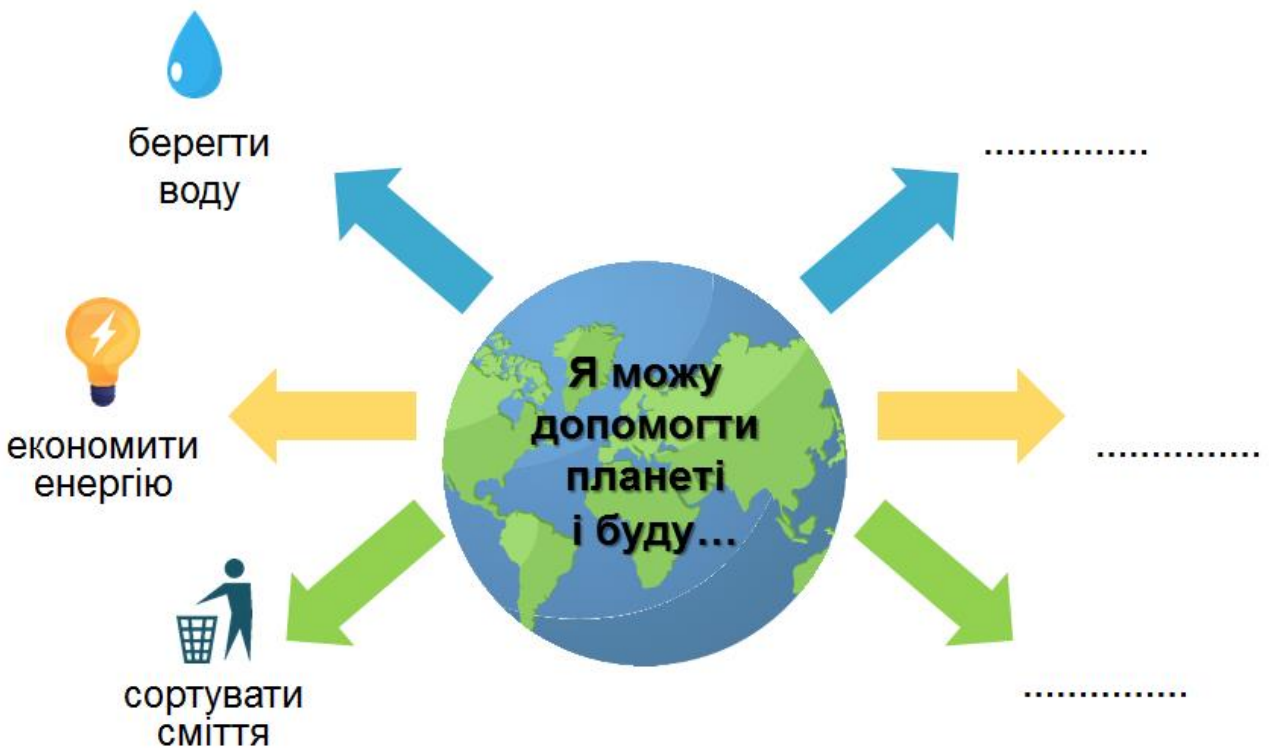 берегти
воду
...............
економити
енергію
Я можу
допомогти
планеті
і буду...
...............
сортувати
сміття
...............